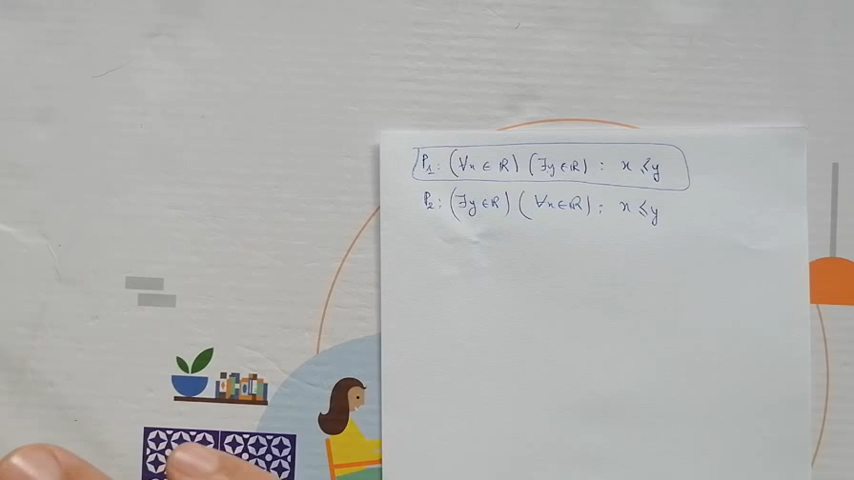 P₁: (∀x ∈ ℝ) (∃y ∈ ℝ) : x ⩽ y
P₂: (∃y ∈ ℝ) (∀x ∈ ℝ) : x ⩽ y